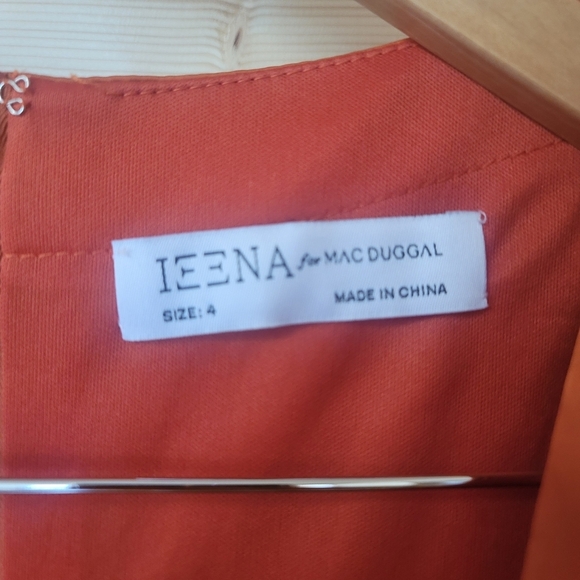 IEENA for MAC DUGGAL
SIZE: 4
MADE IN CHINA